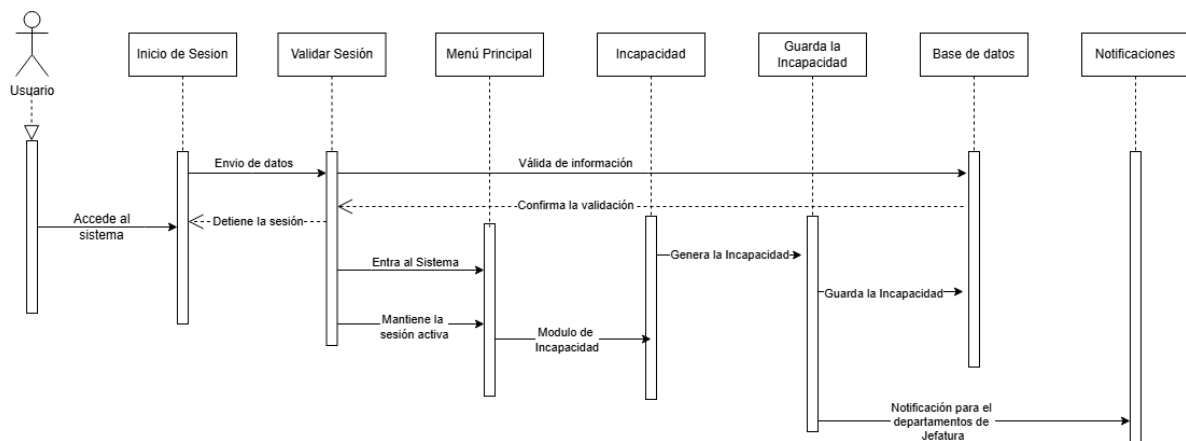 Usuario
Inicio de Sesion
Validar Sesión
Menú Principal
Incapacidad
Guarda la
Incapacidad
Base de datos
Notificaciones
Envio de datos
Válida de información
Confirma la validación
Detiene la sesión
Accede al
sistema
Genera la Incapacidad
Entra al Sistema
Guarda la Incapacidad
Mantiene la
sesión activa
Modulo de
Incapacidad
Notificación para el
departamentos de
Jefatura